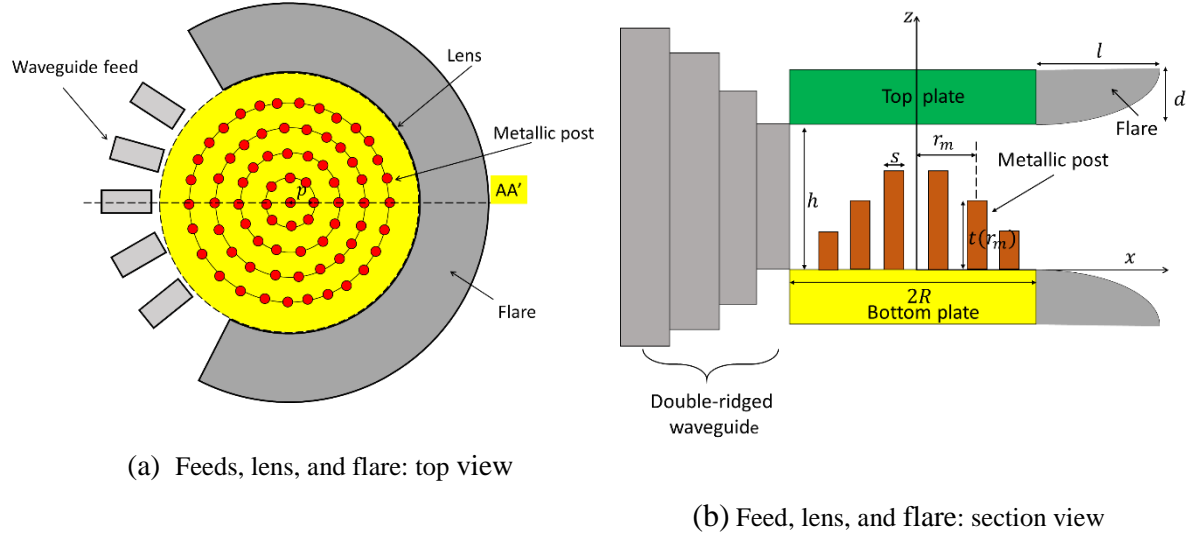 (a)
Lens
Waveguide feed
Metallic post
p
AA'
Flare
(a) Feeds, lens, and flare: top view
(b)
z
l
Top plate
d
Flare
r_m
s
Metallic post
h
t(r_m)
x
2R
Bottom plate
Double-ridged
waveguide
(b) Feed, lens, and flare: section view